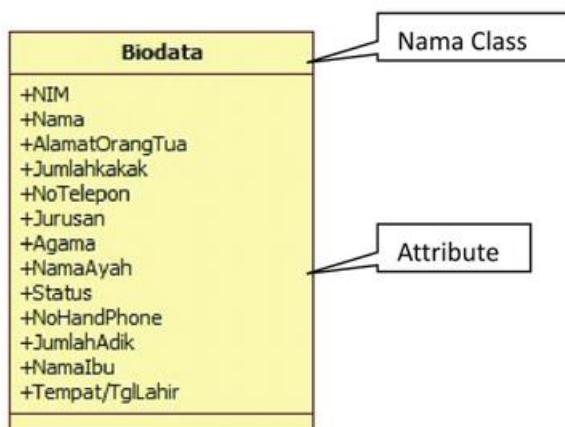 Biodata
Nama Class
+NIM
+Nama
+AlamatOrangTua
+Jumlahkakak
+NoTelepon
+Jurusan
+Agama
+NamaAyah
+Status
+NoHandPhone
+JumlahAdik
+NamaIbu
+Tempat/TglLahir
Attribute